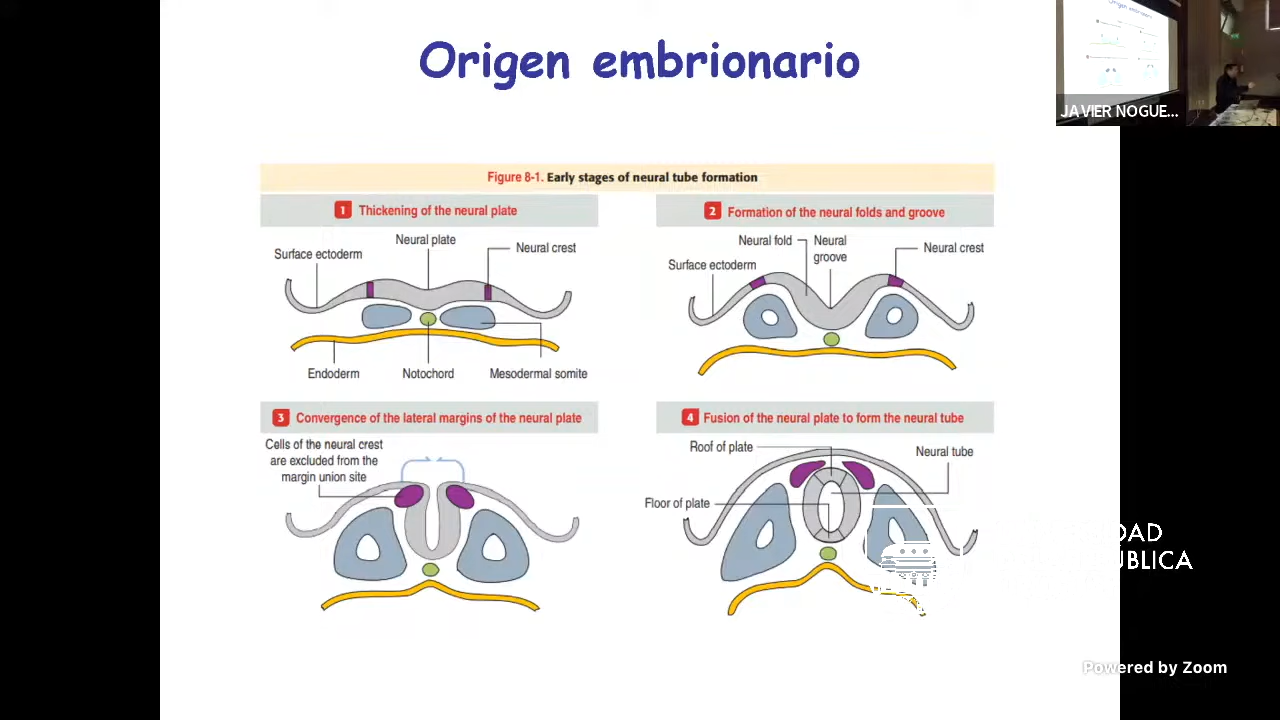 Origen embrionario
JAVIER NOGUE...
Figure 8-1. Early stages of neural tube formation
1 Thickening of the neural plate
Neural plate
Surface ectoderm
Neural crest
Endoderm
Notochord
Mesodermal somite
2 Formation of the neural folds and groove
Neural fold
Neural
groove
Neural crest
Surface ectoderm
3 Convergence of the lateral margins of the neural plate
Cells of the neural crest
are excluded from the
margin union site
4 Fusion of the neural plate to form the neural tube
Roof of plate
Neural tube
Floor of plate
Powered by Zoom